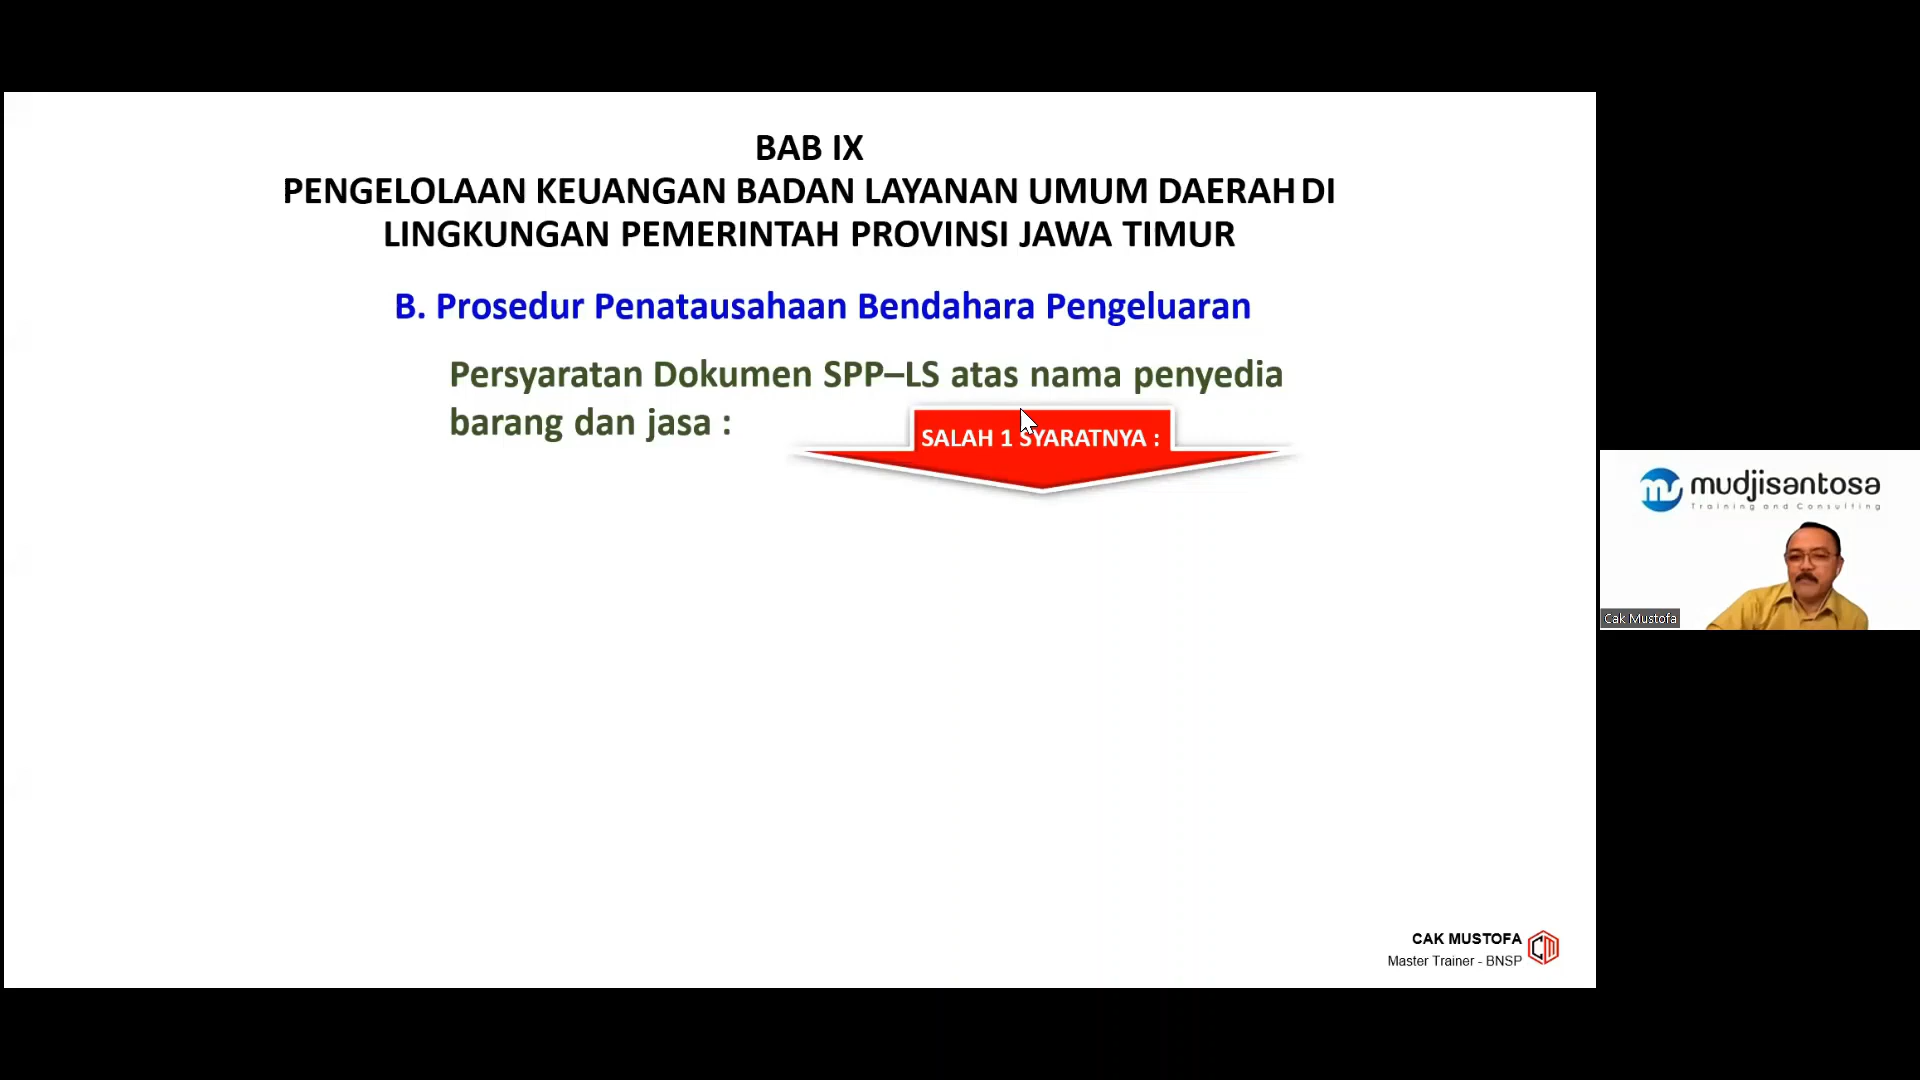 BAB IX
PENGELOLAAN KEUANGAN BADAN LAYANAN UMUM DAERAH DI
LINGKUNGAN PEMERINTAH PROVINSI JAWA TIMUR
B. Prosedur Penatausahaan Bendahara Pengeluaran
Persyaratan Dokumen SPP–LS atas nama penyedia
barang dan jasa :
SALAH 1 SYARATNYA :
mudjisantosa
Training and Consulting
Cak Mustofa
CAK MUSTOFA
Master Trainer - BNSP